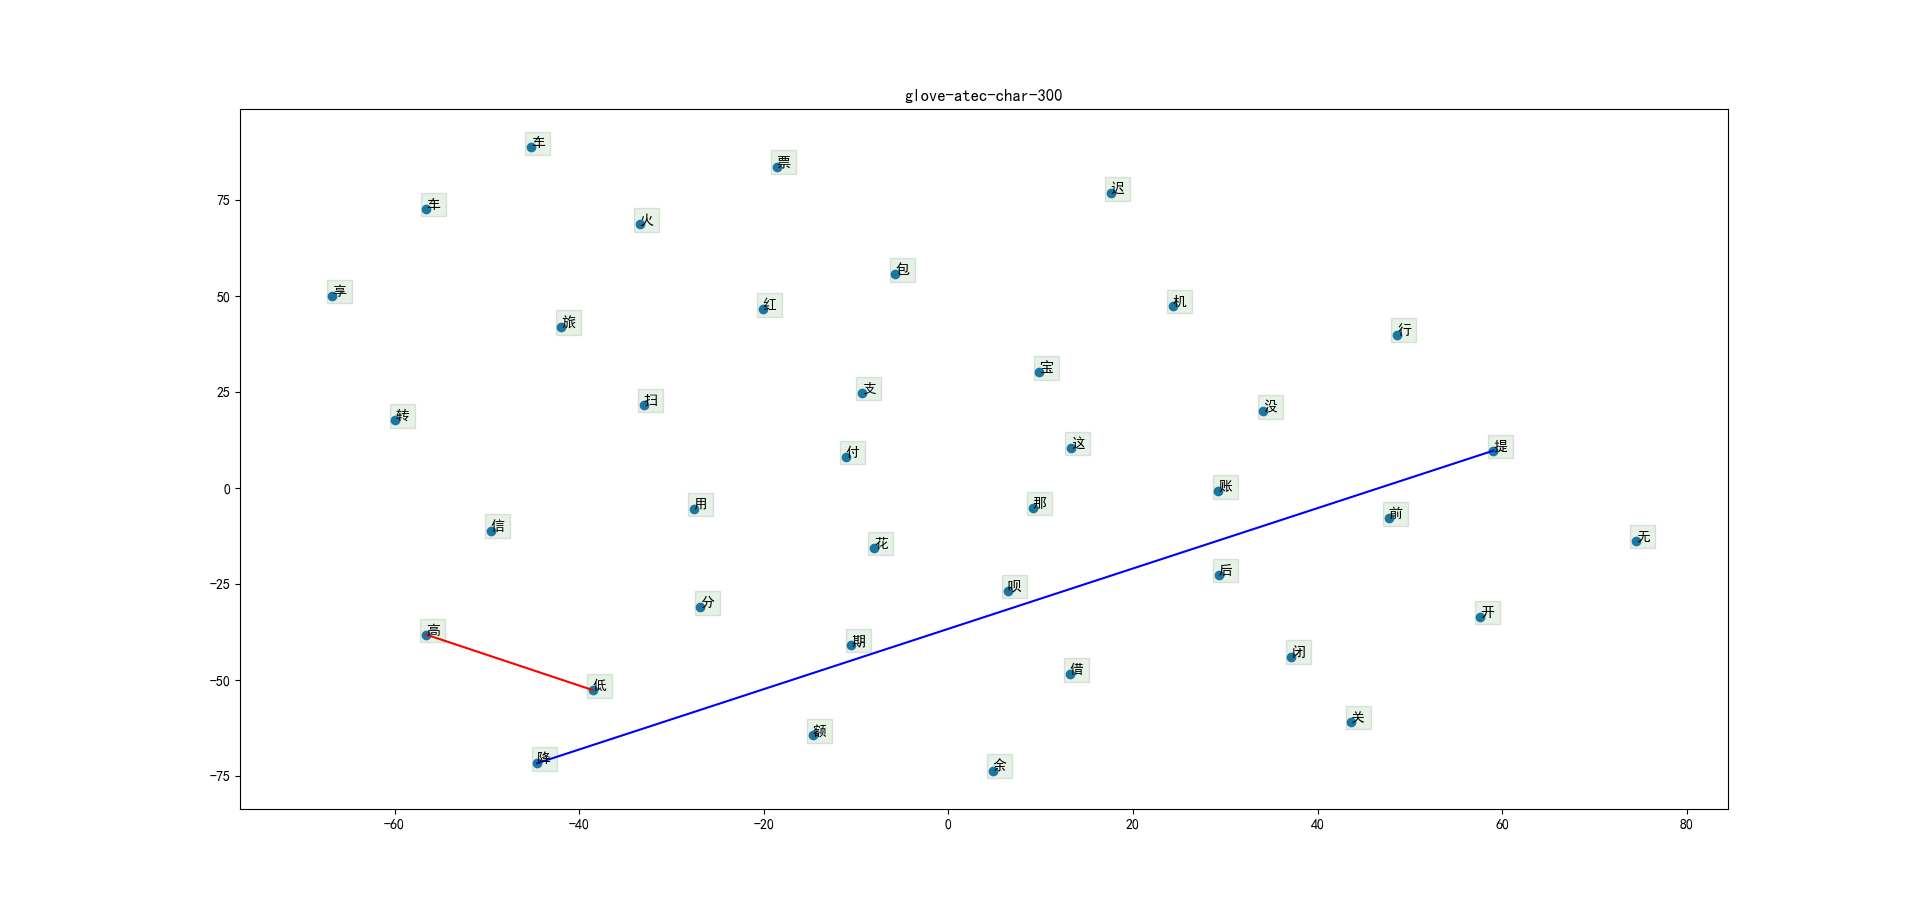 glove-atec-char-300
车
票
迟
车
火
包
享
红
机
旅
行
宝
支
扫
没
转
这
提
付
账
用
那
前
信
无
花
后
呗
分
开
高
期
闭
借
低
关
额
降
余
75
50
25
0
−25
−50
−75
−60 −40 −20 0 20 40 60 80